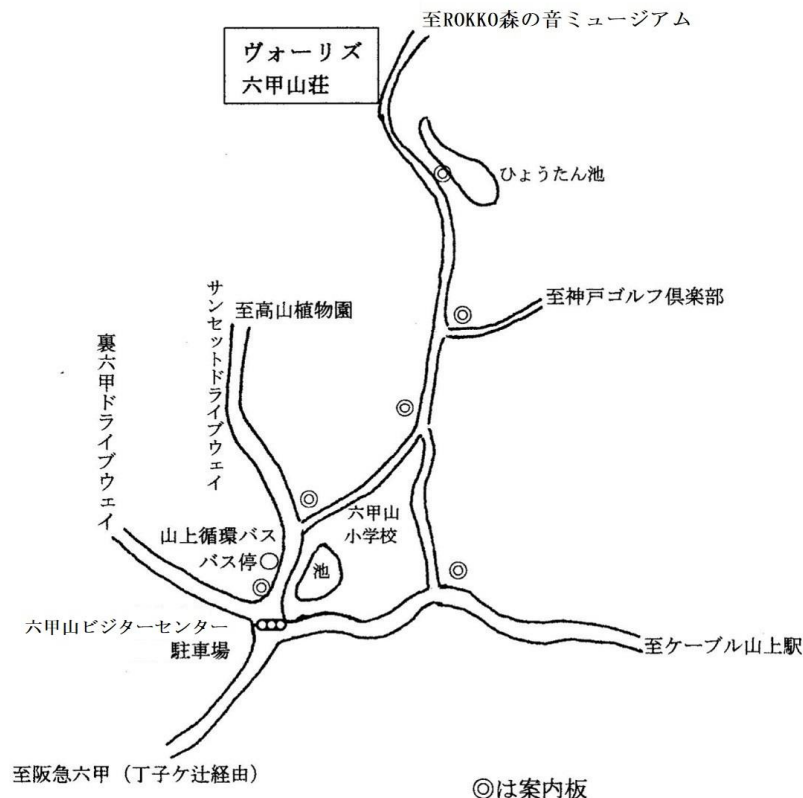 至ROKKO森の音ミュージアム
ヴォーリズ
六甲山荘
ひょうたん池
至神戸ゴルフ倶楽部
至高山植物園
サンセットドライブウェイ
裏六甲ドライブウェイ
六甲山
小学校
山上循環バス
バス停
池
六甲山ビジターセンター
駐車場
至ケーブル山上駅
至阪急六甲（丁子ケ辻経由）
◎は案内板